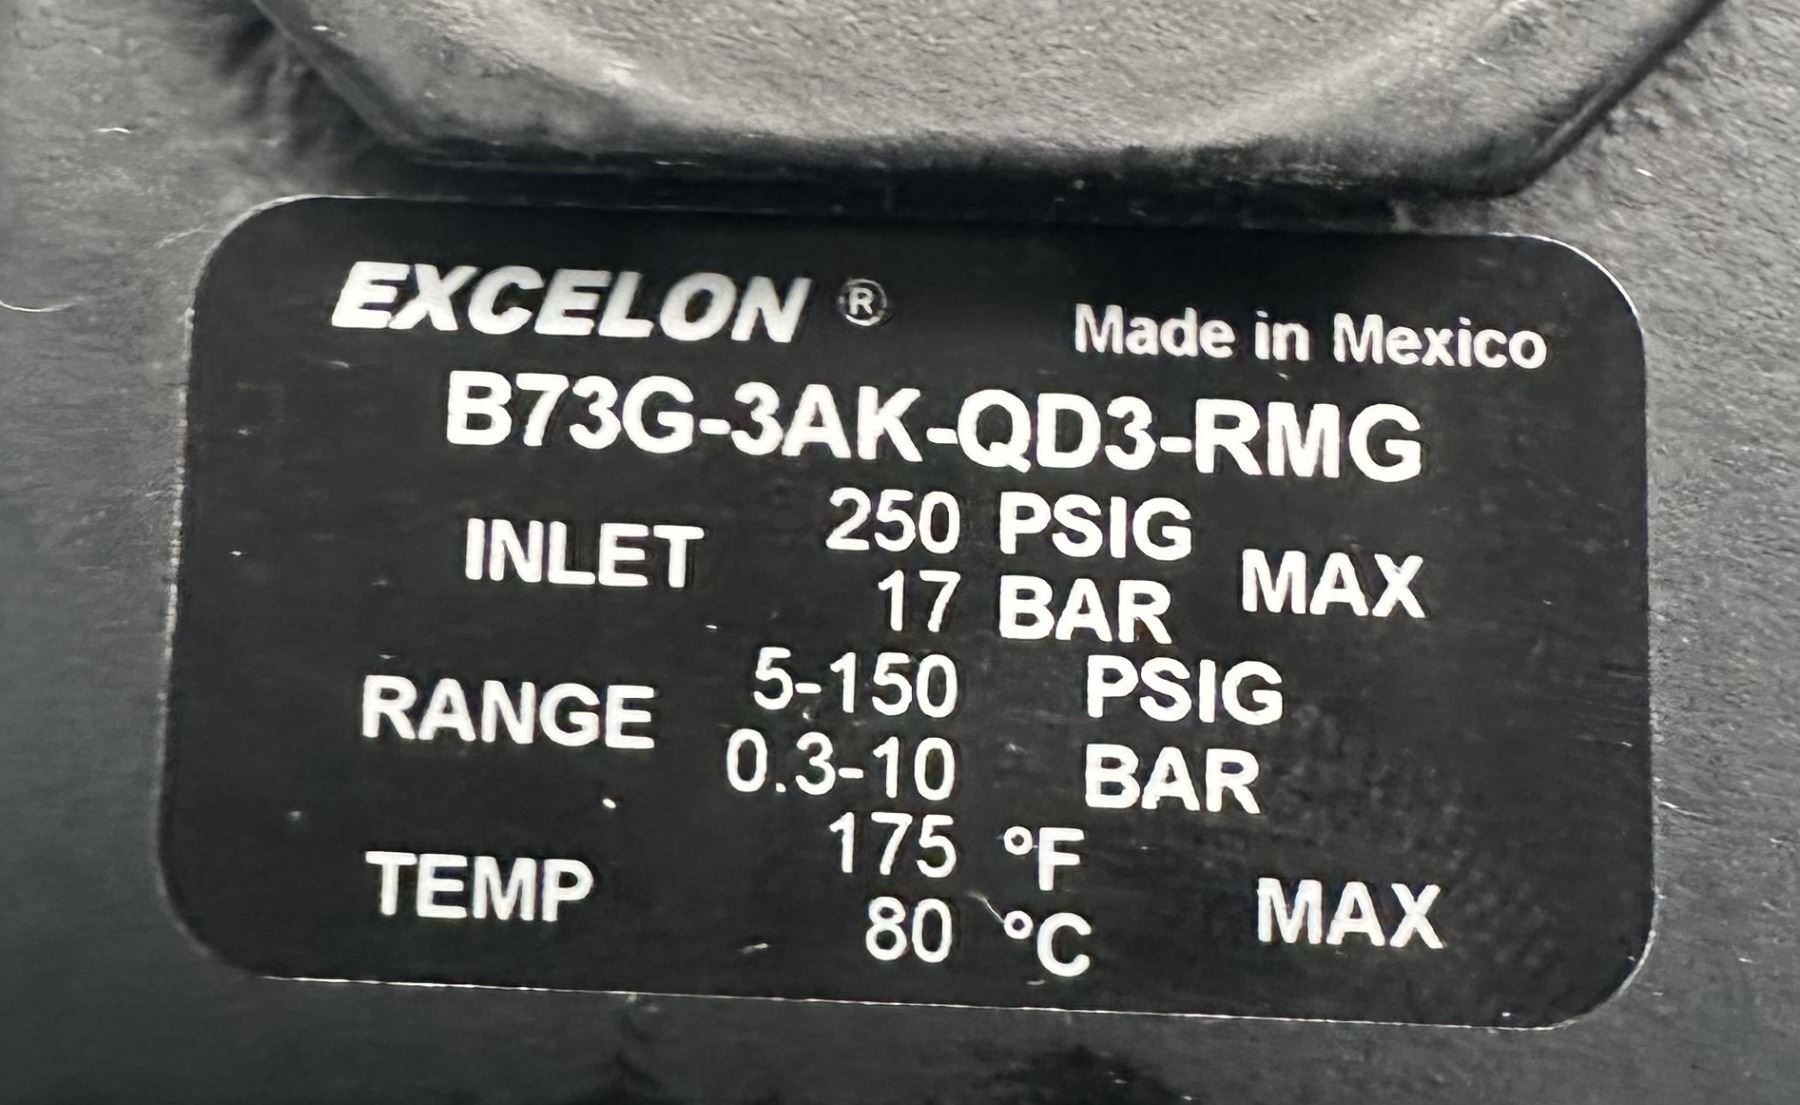 EXCELON ® Made in Mexico
B73G-3AK-QD3-RMG
INLET 250 PSIG MAX
17 BAR
RANGE 5-150 PSIG
0.3-10 BAR
175 °F
TEMP MAX
80 °C